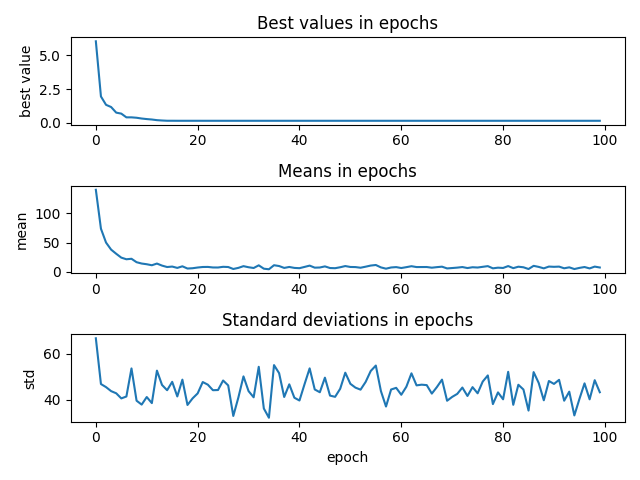 Best values in epochs
best value
5.0
2.5
0.0
0 20 40 60 80 100
Means in epochs
mean
100
50
0
0 20 40 60 80 100
Standard deviations in epochs
std
60
40
0 20 40 60 80 100
epoch